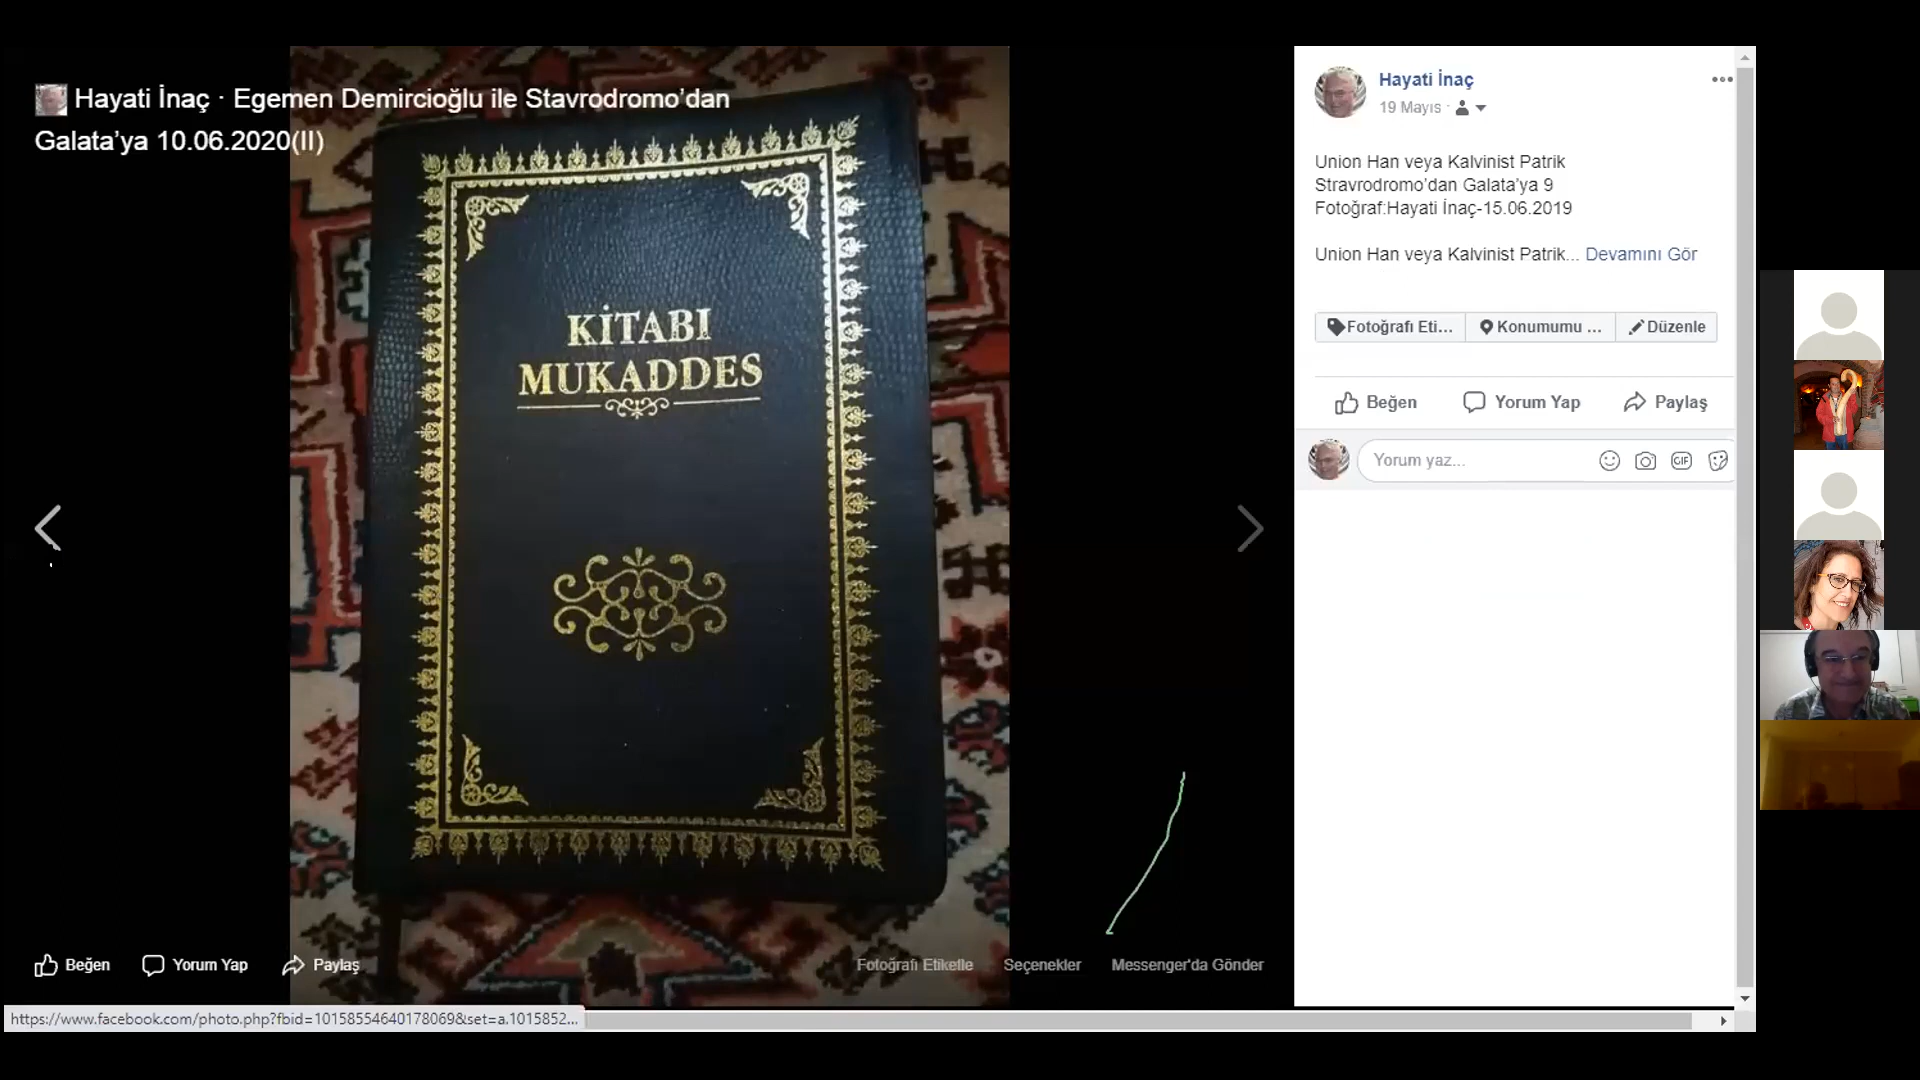 Hayati İnaç · Egemen Demircioğlu ile Stavrodromo'dan
Galata'ya 10.06.2020(II)
KİTABI
MUKADDES
Beğen
Yorum Yap
Paylaş
Fotoğrafı Etiketle
Seçenekler
Messenger'da Gönder
https://www.facebook.com/photo.php?fbid=10158554640178069&set=a.1015852...
Hayati İnaç
19 Mayıs ·
Union Han veya Kalvinist Patrik
Stravrodromo'dan Galata'ya 9
Fotoğraf:Hayati İnaç-15.06.2019
Union Han veya Kalvinist Patrik... Devamını Gör
Fotoğrafı Eti...
Konumumu ...
Düzenle
Beğen
Yorum Yap
Paylaş
Yorum yaz...
GIF